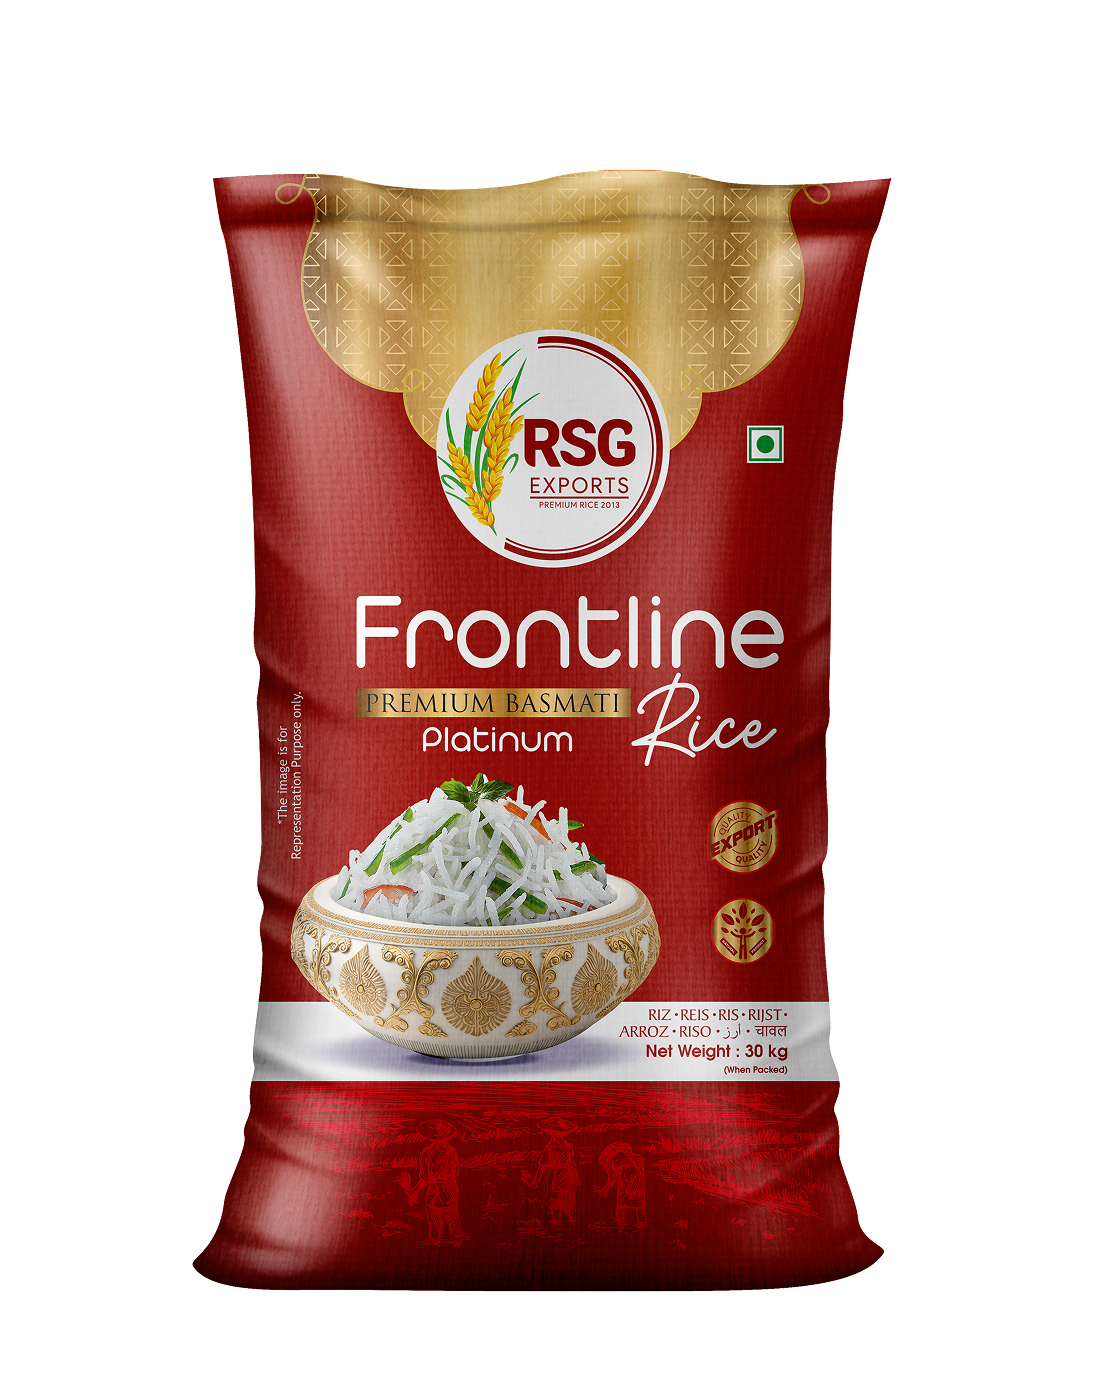 RSG
EXPORTS
PREMIUM RICE 2013
Frontline
PREMIUM BASMATI
Rice
Platinum
*The image is for
Representation Purpose only.
QUALITY
EXPORT
QUALITY
RIZ • REIS • RIS • RIJST •
ARROZ • RISO • أرز • चावल
Net Weight : 30 kg
(When Packed)